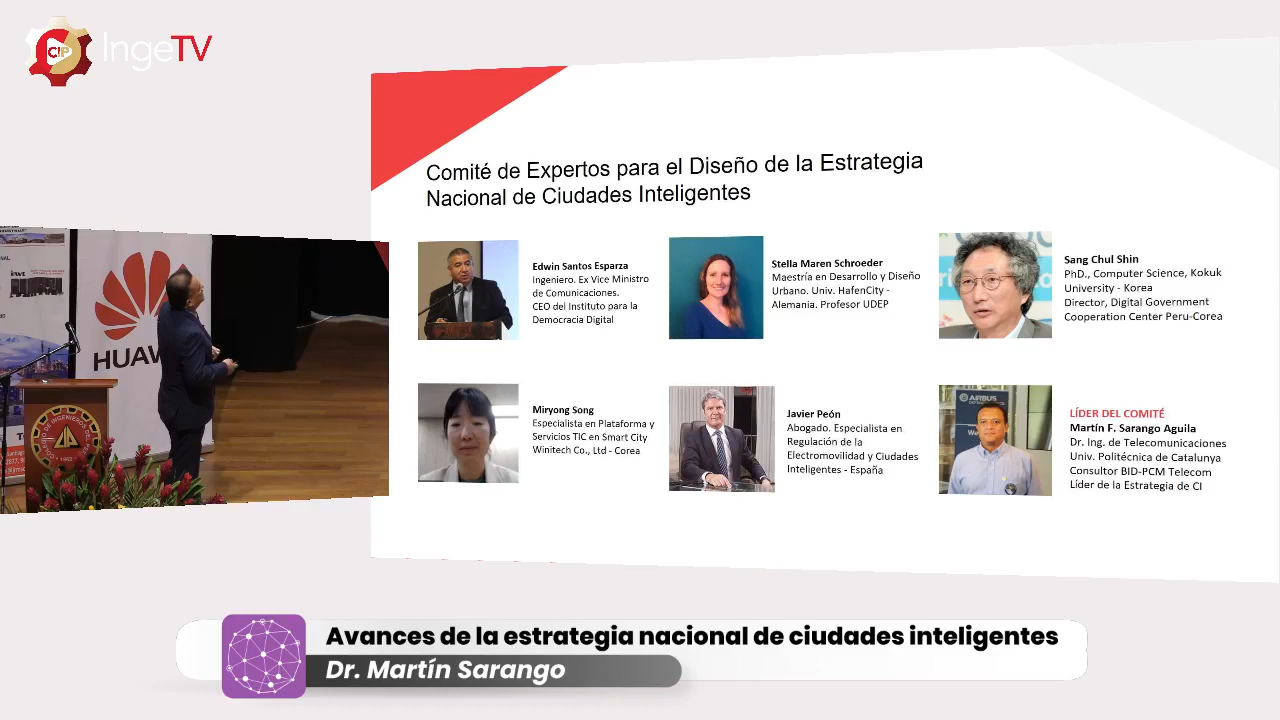 CIP
IngeTV
Comité de Expertos para el Diseño de la Estrategia
Nacional de Ciudades Inteligentes
Edwin Santos Esparza
Ingeniero. Ex Vice Ministro
de Comunicaciones.
CEO del Instituto para la
Democracia Digital
Stella Maren Schroeder
Maestría en Desarrollo y Diseño
Urbano. Univ. HafenCity -
Alemania. Profesor UDEP
Sang Chul Shin
PhD., Computer Science, Kokuk
University - Korea
Director, Digital Government
Cooperation Center Peru-Corea
Miryong Song
Especialista en Plataforma y
Servicios TIC en Smart City
Winitech Co., Ltd - Corea
Javier Peón
Abogado. Especialista en
Regulación de la
Electromovilidad y Ciudades
Inteligentes - España
AIRBUS
LÍDER DEL COMITÉ
Martín F. Sarango Aguila
Dr. Ing. de Telecomunicaciones
Univ. Politécnica de Catalunya
Consultor BID-PCM Telecom
Líder de la Estrategia de CI
HUAW
Avances de la estrategia nacional de ciudades inteligentes
Dr. Martín Sarango